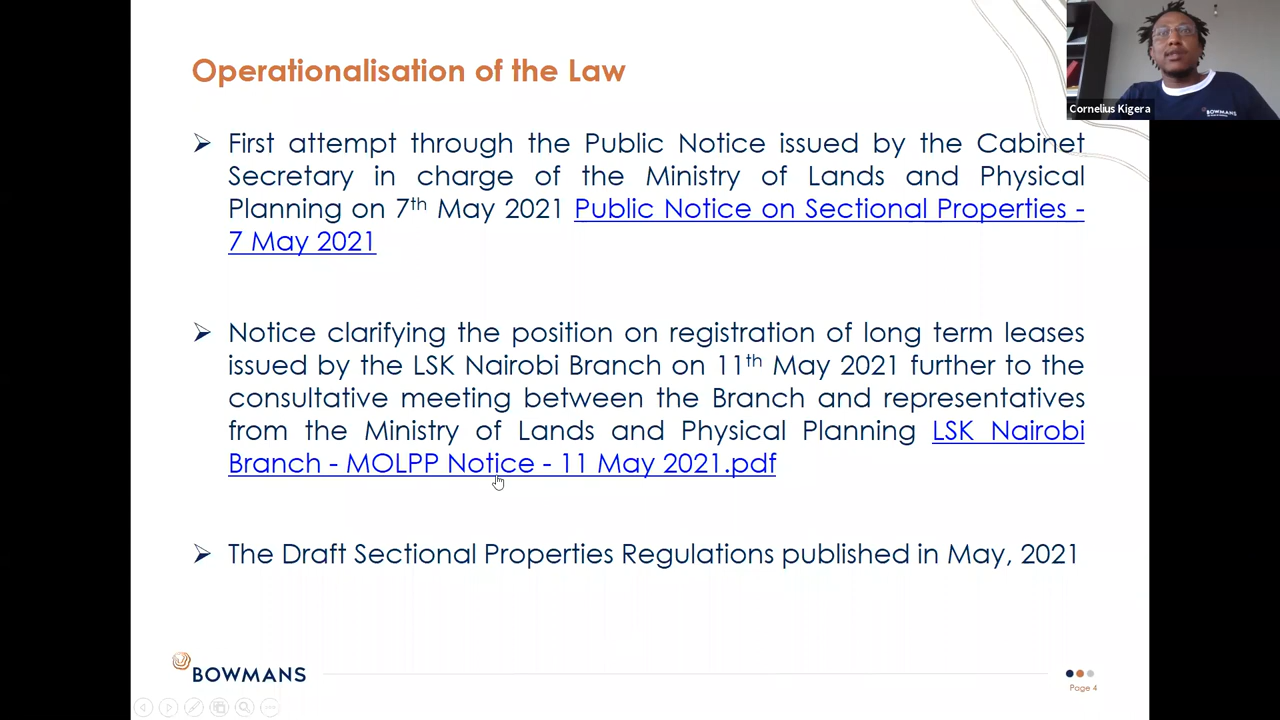 Operationalisation of the Law
Cornelius Kigera
BOWMANS
➢ First attempt through the Public Notice issued by the Cabinet
Secretary in charge of the Ministry of Lands and Physical
Planning on 7th May 2021 Public Notice on Sectional Properties -
7 May 2021
➢ Notice clarifying the position on registration of long term leases
issued by the LSK Nairobi Branch on 11th May 2021 further to the
consultative meeting between the Branch and representatives
from the Ministry of Lands and Physical Planning LSK Nairobi
Branch - MOLPP Notice - 11 May 2021.pdf
➢ The Draft Sectional Properties Regulations published in May, 2021
BOWMANS
Page 4